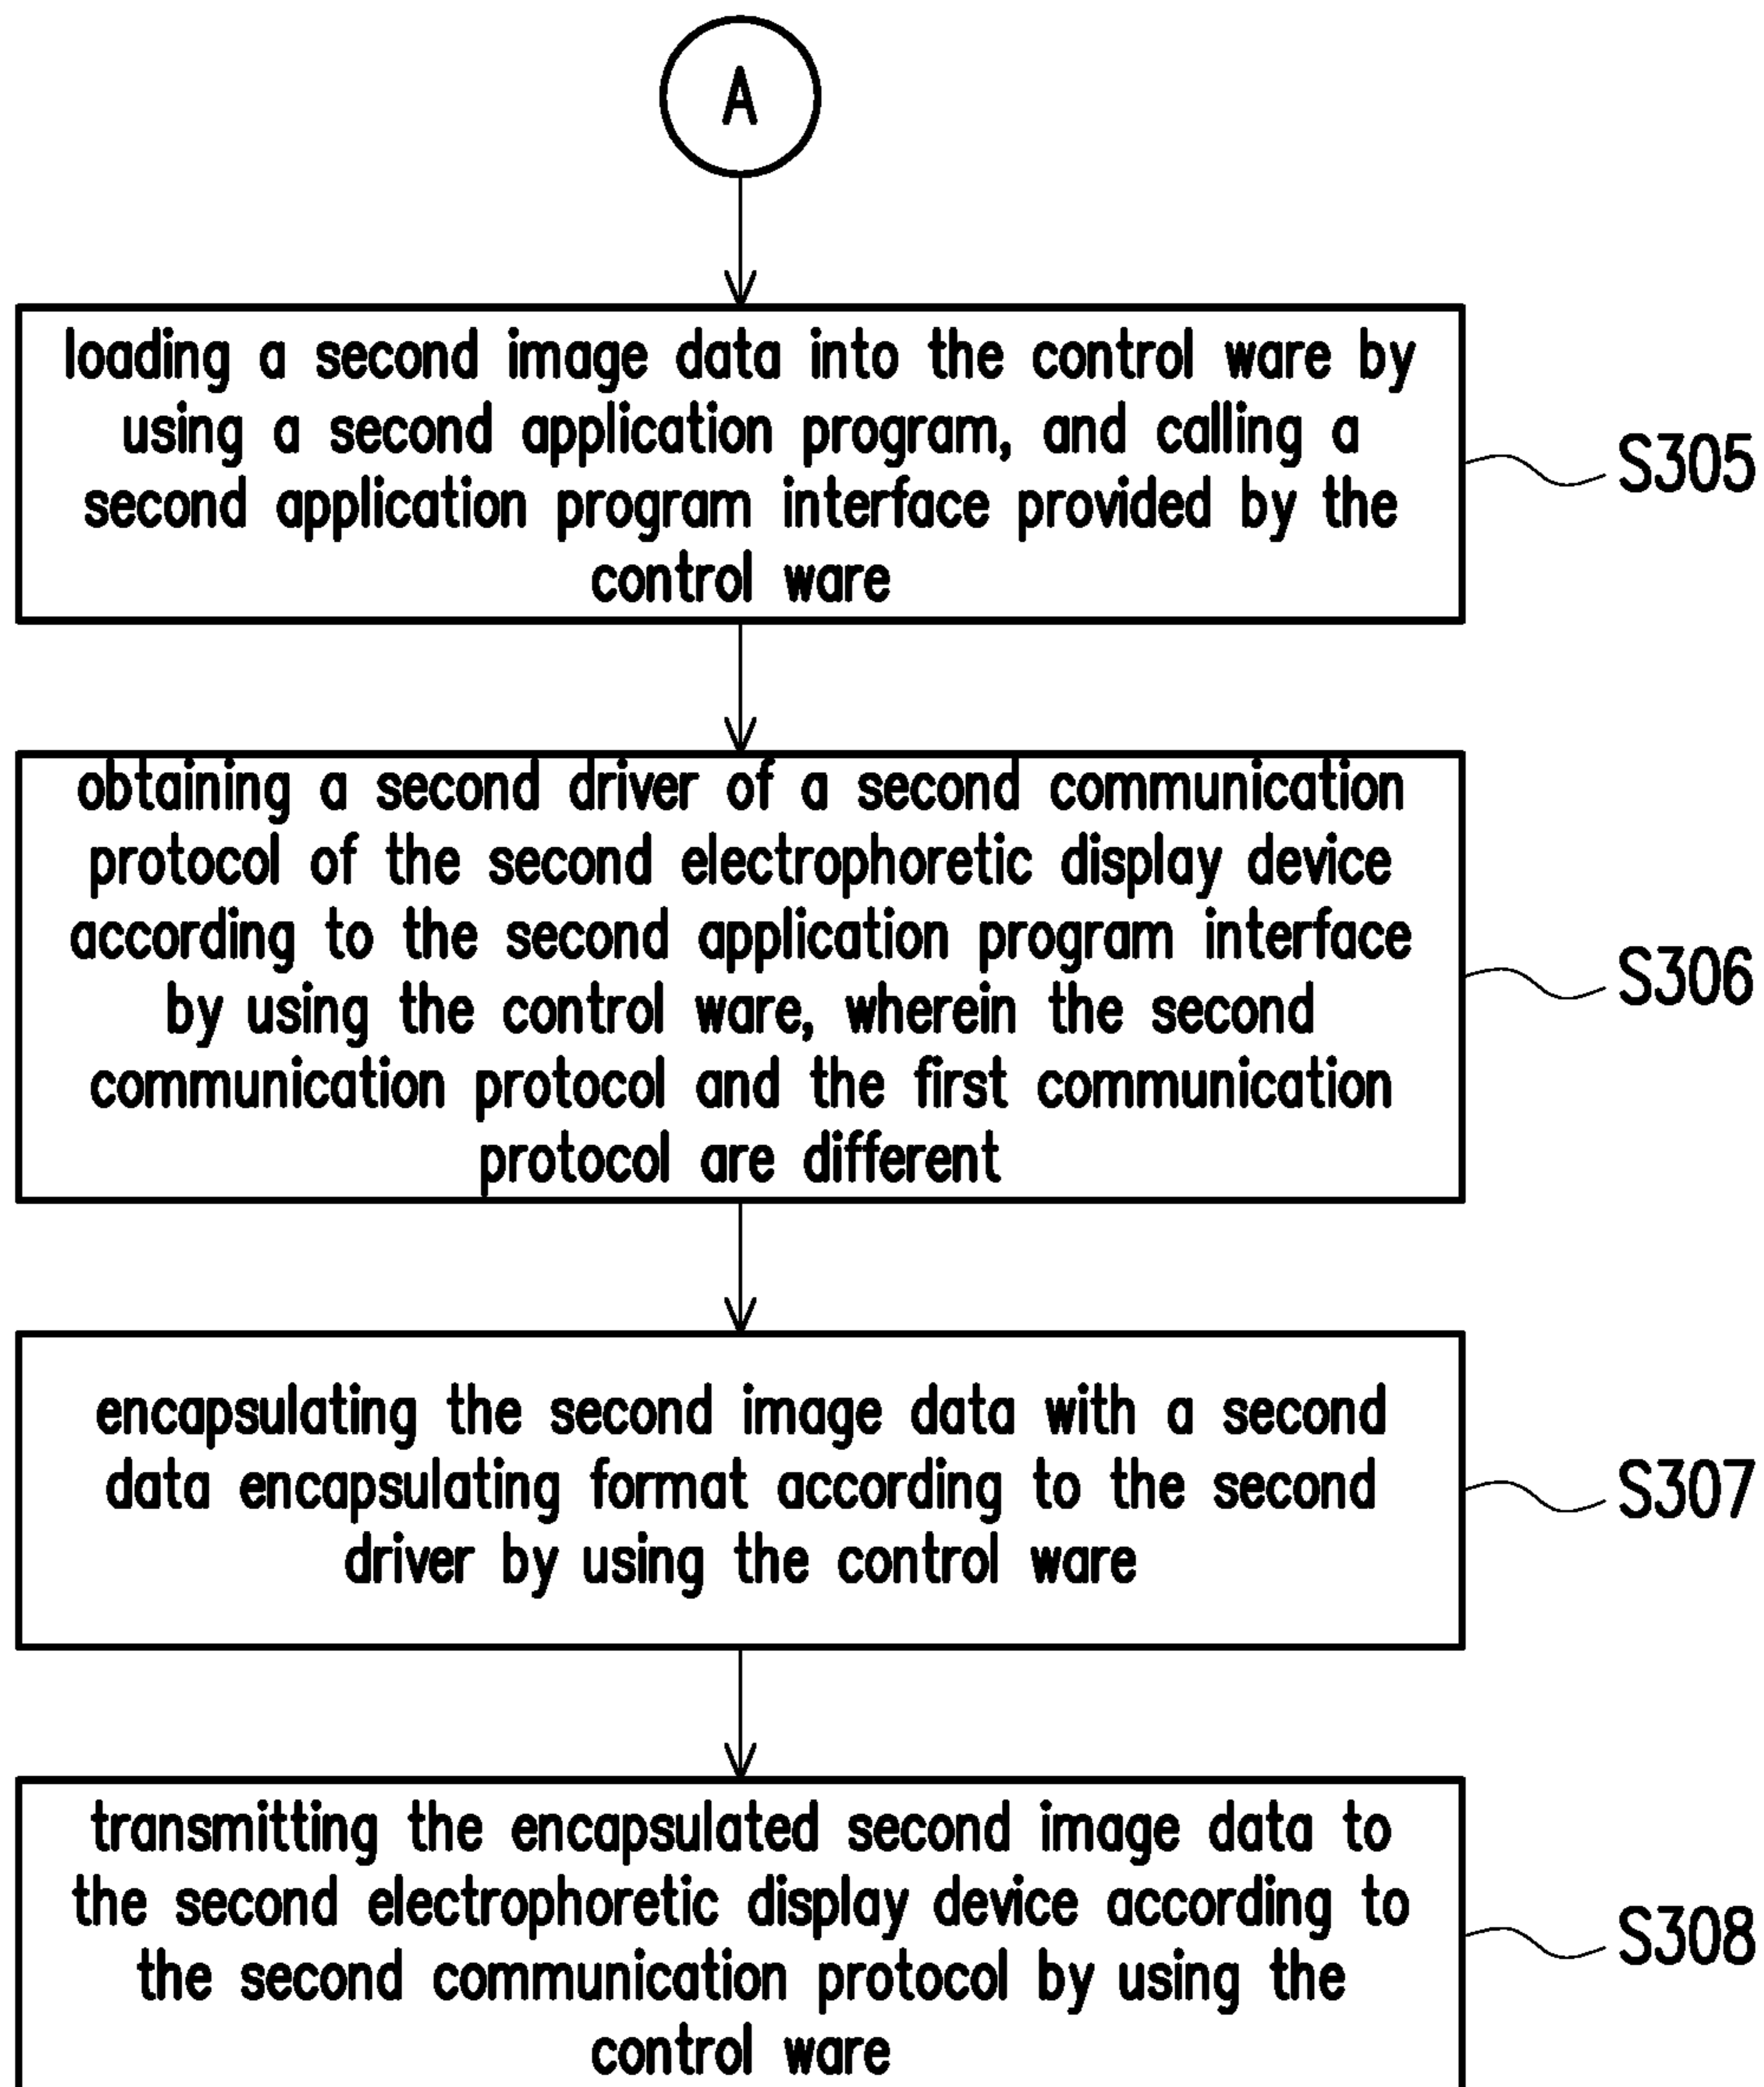 A
loading a second image data into the control ware by
using a second application program, and calling a
second application program interface provided by the
control ware
S305
obtaining a second driver of a second communication
protocol of the second electrophoretic display device
according to the second application program interface
by using the control ware, wherein the second
communication protocol and the first communication
protocol are different
S306
encapsulating the second image data with a second
data encapsulating format according to the second
driver by using the control ware
S307
transmitting the encapsulated second image data to
the second electrophoretic display device according to
the second communication protocol by using the
control ware
S308